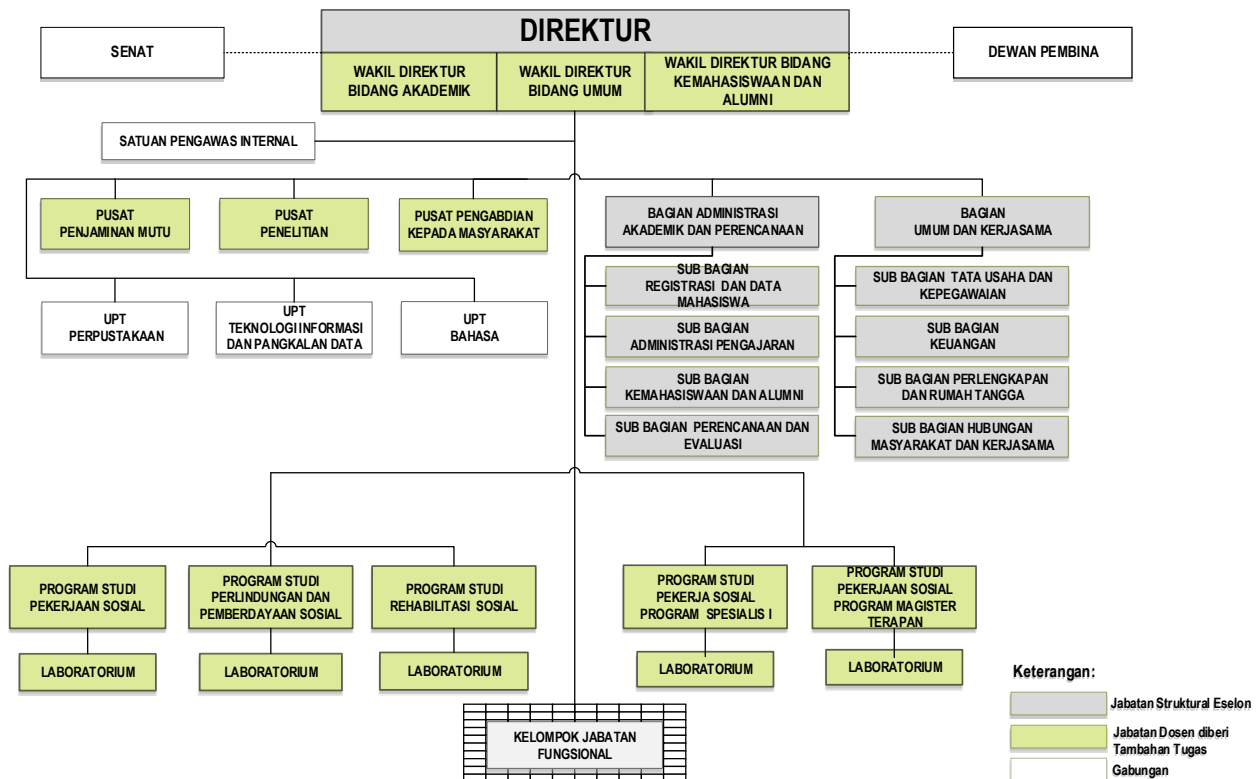 DIREKTUR
SENAT
DEWAN PEMBINA
WAKIL DIREKTUR
BIDANG AKADEMIK
WAKIL DIREKTUR
BIDANG UMUM
WAKIL DIREKTUR BIDANG
KEMAHASISWAAN DAN
ALUMNI
SATUAN PENGAWAS INTERNAL
PUSAT
PENJAMINAN MUTU
PUSAT
PENELITIAN
PUSAT PENGABDIAN
KEPADA MASYARAKAT
BAGIAN ADMINISTRASI
AKADEMIK DAN PERENCANAAN
BAGIAN
UMUM DAN KERJASAMA
SUB BAGIAN
REGISTRASI DAN DATA
MAHASISWA
SUB BAGIAN
ADMINISTRASI PENGAJARAN
SUB BAGIAN
KEMAHASISWAAN DAN ALUMNI
SUB BAGIAN PERENCANAAN DAN
EVALUASI
SUB BAGIAN TATA USAHA DAN
KEPEGAWAIAN
SUB BAGIAN
KEUANGAN
SUB BAGIAN PERLENGKAPAN
DAN RUMAH TANGGA
SUB BAGIAN HUBUNGAN
MASYARAKAT DAN KERJASAMA
UPT
PERPUSTAKAAN
UPT
TEKNOLOGI INFORMASI
DAN PANGKALAN DATA
UPT
BAHASA
PROGRAM STUDI
PEKERJAAN SOSIAL
PROGRAM STUDI
PERLINDUNGAN DAN
PEMBERDAYAAN SOSIAL
PROGRAM STUDI
REHABILITASI SOSIAL
PROGRAM STUDI
PEKERJA SOSIAL
PROGRAM SPESIALIS I
PROGRAM STUDI
PEKERJAAN SOSIAL
PROGRAM MAGISTER
TERAPAN
LABORATORIUM
LABORATORIUM
LABORATORIUM
LABORATORIUM
LABORATORIUM
KELOMPOK JABATAN
FUNGSIONAL
Keterangan:
Jabatan Struktural Eselon
Jabatan Dosen diberi
Tambahan Tugas
Gabungan